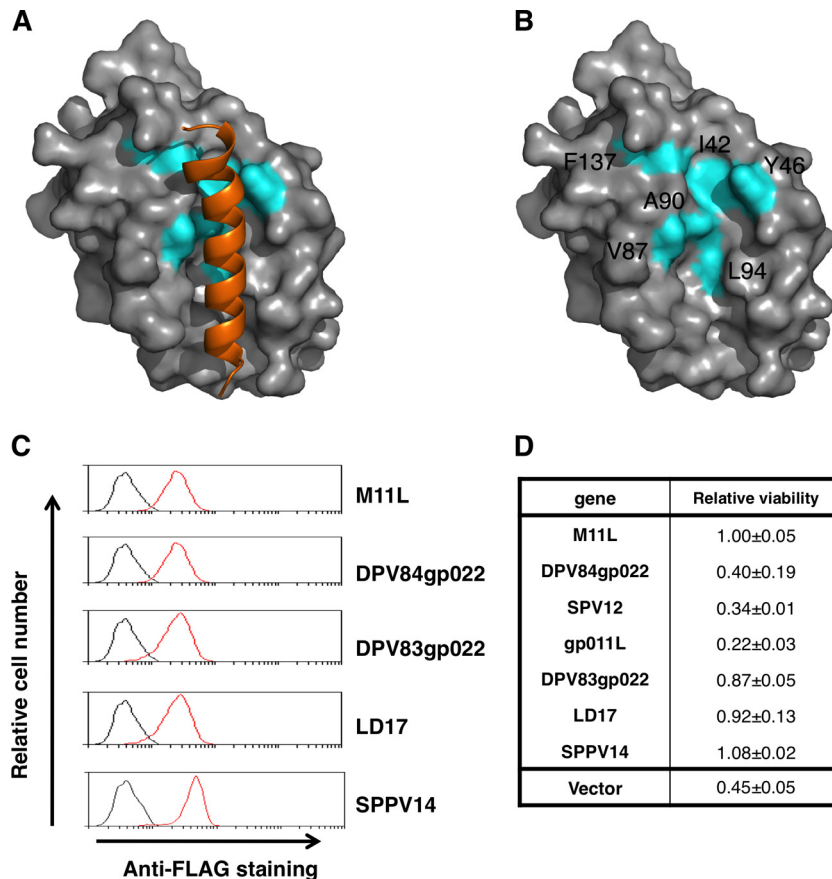 A
B
I42
F137
Y46
A90
V87
L94
C
D
Relative cell number
M11L
DPV84gp022
DPV83gp022
LD17
SPPV14
Anti-FLAG staining
gene Relative viability
M11L 1.00±0.05
DPV84gp022 0.40±0.19
SPV12 0.34±0.01
gp011L 0.22±0.03
DPV83gp022 0.87±0.05
LD17 0.92±0.13
SPPV14 1.08±0.02
Vector 0.45±0.05